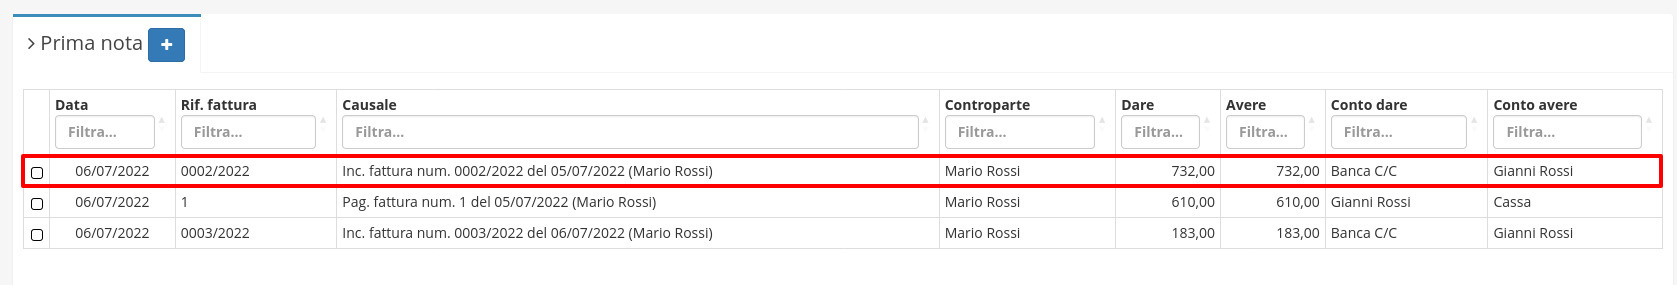 Prima nota +
Data Rif. fattura Causale Controparte Dare Avere Conto dare Conto avere
Filtra... Filtra... Filtra... Filtra... Filtra... Filtra... Filtra... Filtra...
06/07/2022 0002/2022 Inc. fattura num. 0002/2022 del 05/07/2022 (Mario Rossi) Mario Rossi 732,00 732,00 Banca C/C Gianni Rossi
06/07/2022 1 Pag. fattura num. 1 del 05/07/2022 (Mario Rossi) Mario Rossi 610,00 610,00 Gianni Rossi Cassa
06/07/2022 0003/2022 Inc. fattura num. 0003/2022 del 06/07/2022 (Mario Rossi) Mario Rossi 183,00 183,00 Banca C/C Gianni Rossi